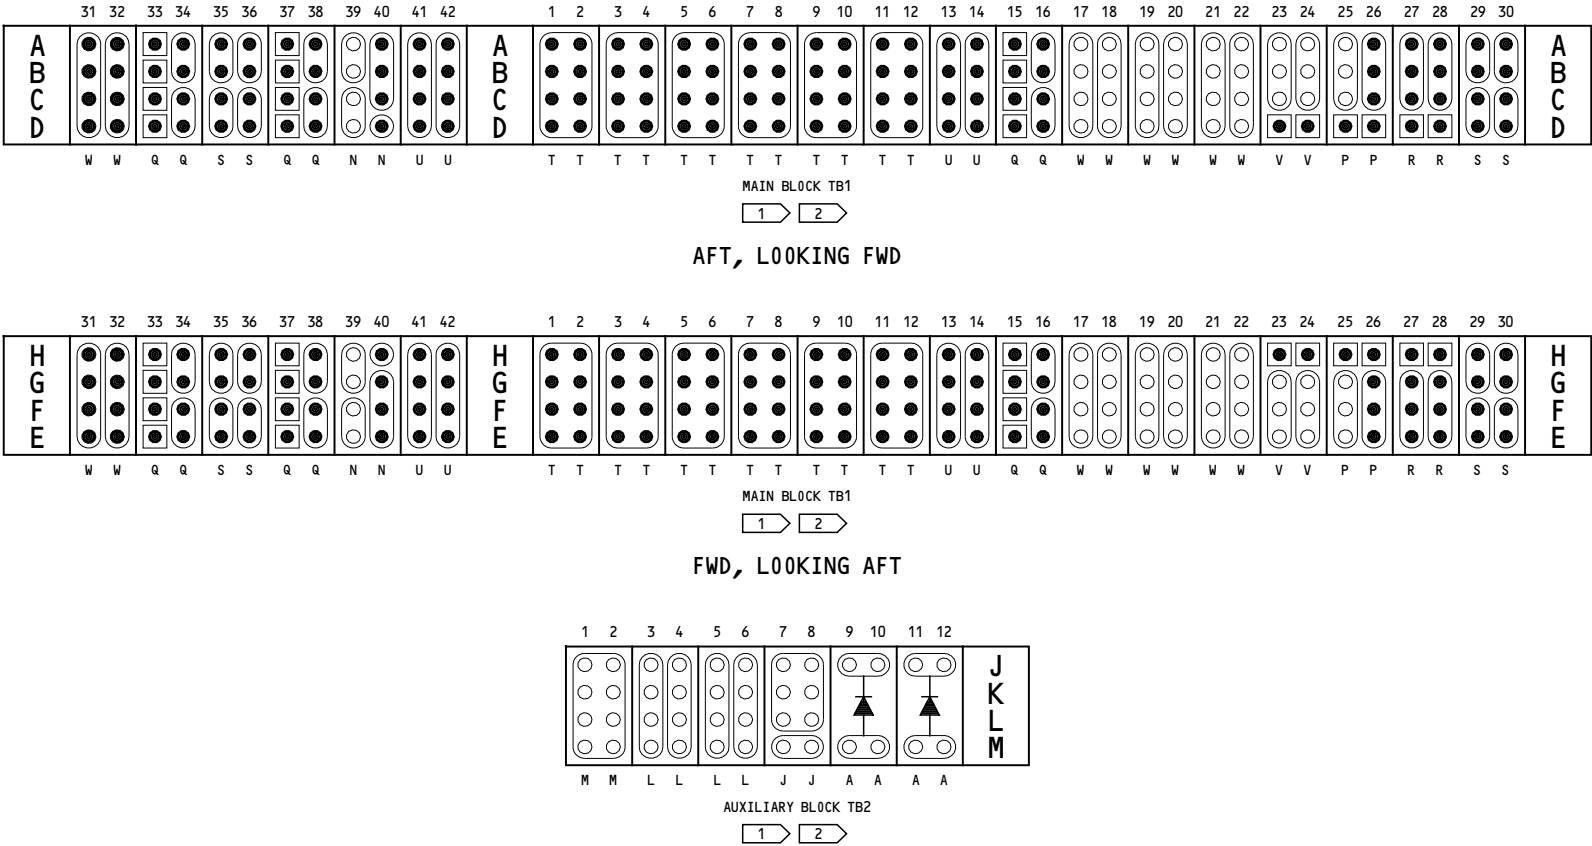 31 32 33 34 35 36 37 38 39 40 41 42 1 2 3 4 5 6 7 8 9 10 11 12 13 14 15 16 17 18 19 20 21 22 23 24 25 26 27 28 29 30
A A A
B B B
C C C
D D D
W W Q Q S S Q Q N N U U T T T T T T T T T T T T U U Q Q W W W W W W V V P P R R S S
MAIN BLOCK TB1
1 2
AFT, LOOKING FWD
31 32 33 34 35 36 37 38 39 40 41 42 1 2 3 4 5 6 7 8 9 10 11 12 13 14 15 16 17 18 19 20 21 22 23 24 25 26 27 28 29 30
H H H
G G G
F F F
E E E
W W Q Q S S Q Q N N U U T T T T T T T T T T T T U U Q Q W W W W W W V V P P R R S S
MAIN BLOCK TB1
1 2
FWD, LOOKING AFT
1 2 3 4 5 6 7 8 9 10 11 12
J
K
L
M
M M L L L L J J A A A A
AUXILIARY BLOCK TB2
1 2